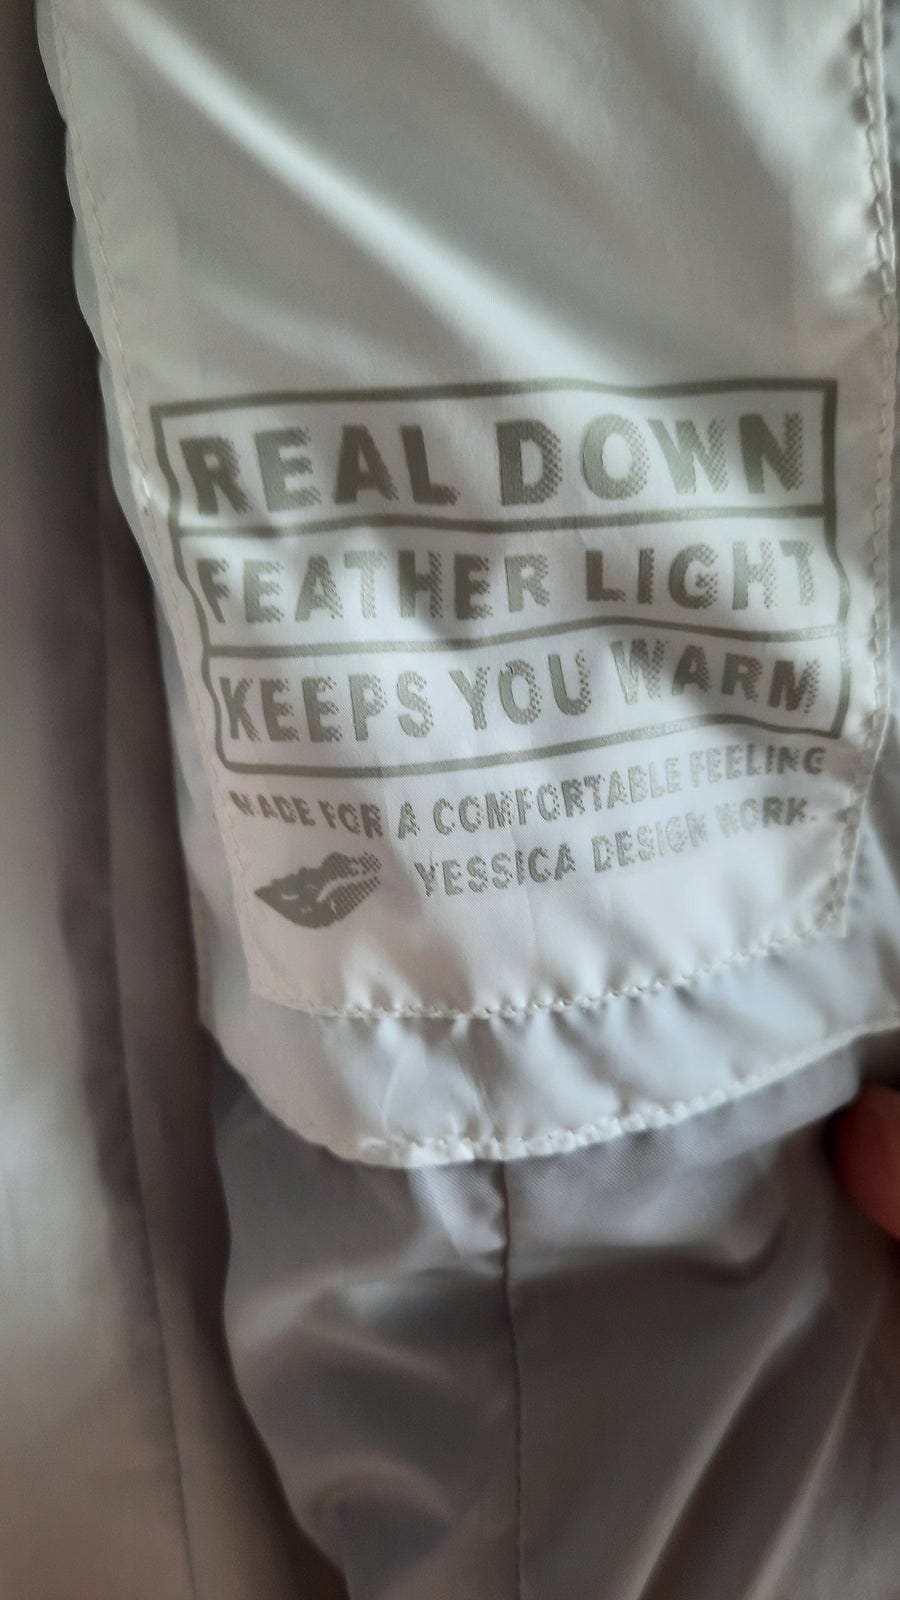 REAL DOWN
FEATHER LIGHT
KEEPS YOU WARM
MADE FOR A COMFORTABLE FEELING
YESSICA DESIGN WORK.